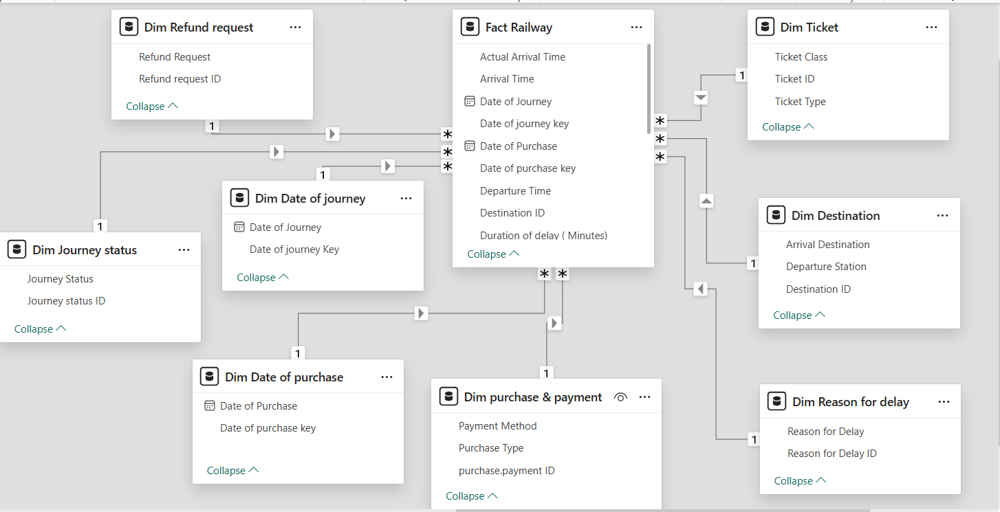 Dim Refund request
Refund Request
Refund request ID
Collapse
1
Fact Railway
Actual Arrival Time
Arrival Time
Date of Journey
Date of journey key
Date of Purchase
Date of purchase key
Departure Time
Destination ID
Duration of delay ( Minutes)
Collapse
Dim Ticket
Ticket Class
Ticket ID
Ticket Type
Collapse
1
*
*
*
*
*
*
1
Dim Date of journey
Date of Journey
Date of journey Key
Collapse
1
Dim Journey status
Journey Status
Journey status ID
Collapse
Dim Destination
Arrival Destination
Departure Station
Destination ID
Collapse
1
*
*
1
Dim Date of purchase
Date of Purchase
Date of purchase key
Collapse
1
Dim purchase & payment
Payment Method
Purchase Type
purchase.payment ID
Collapse
1
Dim Reason for delay
Reason for Delay
Reason for Delay ID
Collapse